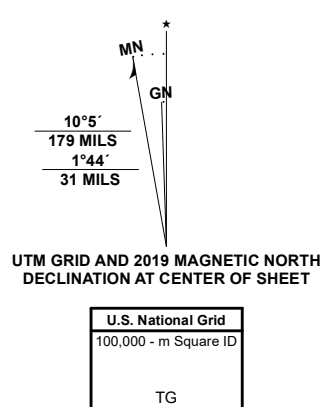 ★
MN
GN
10°5´
179 MILS
1°44´
31 MILS
UTM GRID AND 2019 MAGNETIC NORTH
DECLINATION AT CENTER OF SHEET
U.S. National Grid
100,000 - m Square ID
TG